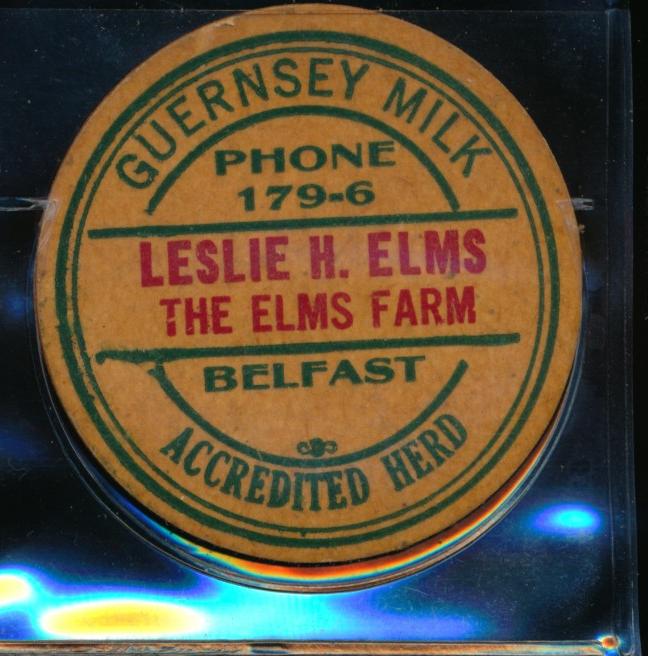 GUERNSEY MILK
PHONE
179-6
LESLIE H. ELMS
THE ELMS FARM
BELFAST
ACCREDITED HERD